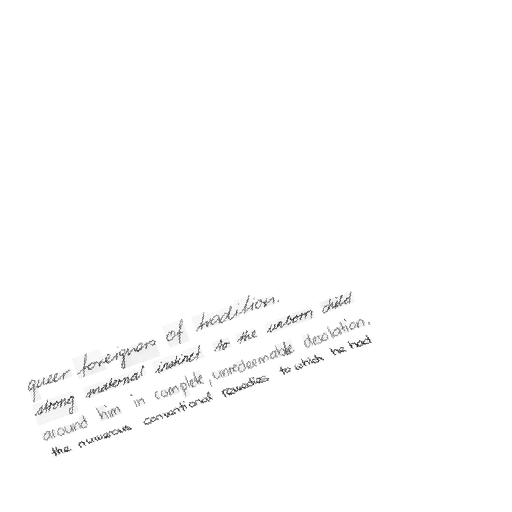 queer foreigners of tradition.
strong maternal instinct to the unborn child
around him in complete, unredeemable desolation.
the numerous conventional remedies to which he had